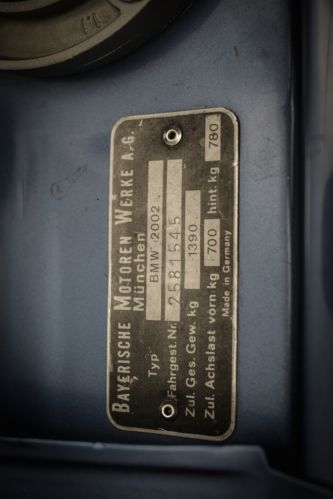 BAYERISCHE MOTOREN WERKE A.G.
München
Typ BMW 2002
Fahrgest. Nr. 2581545
Zul. Ges. Gew. kg 1390
Zul. Achslast vorn kg 700 hint. kg 780
Made in Germany